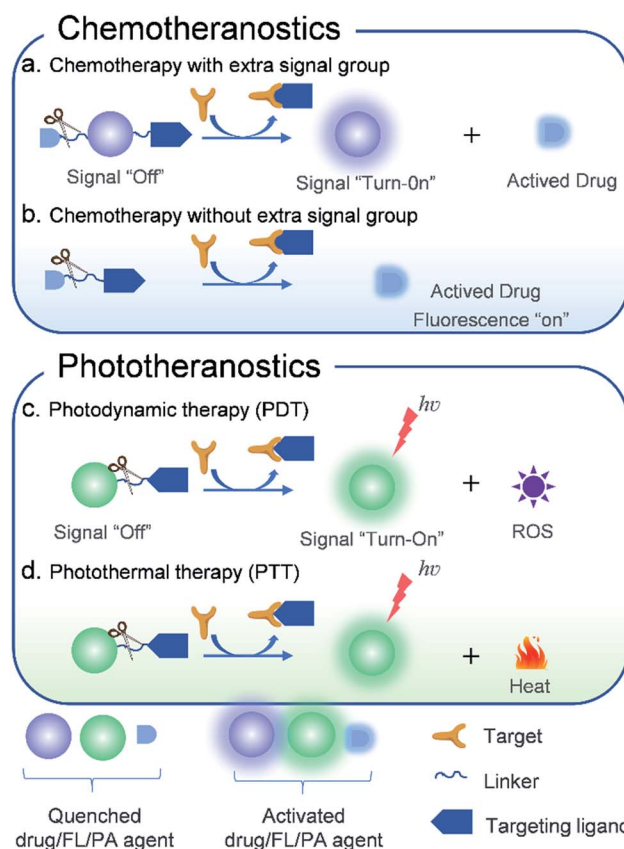 Chemotheranostics
a. Chemotherapy with extra signal group
Signal “Off”
Signal “Turn-0n”
+
Actived Drug
b. Chemotherapy without extra signal group
Actived Drug
Fluorescence “on”
Phototheranostics
c. Photodynamic therapy (PDT)
hν
+
Signal “Off”
Signal “Turn-On”
ROS
d. Photothermal therapy (PTT)
hν
+
Heat
Target
Linker
Targeting ligand
Quenched
drug/FL/PA agent
Activated
drug/FL/PA agent